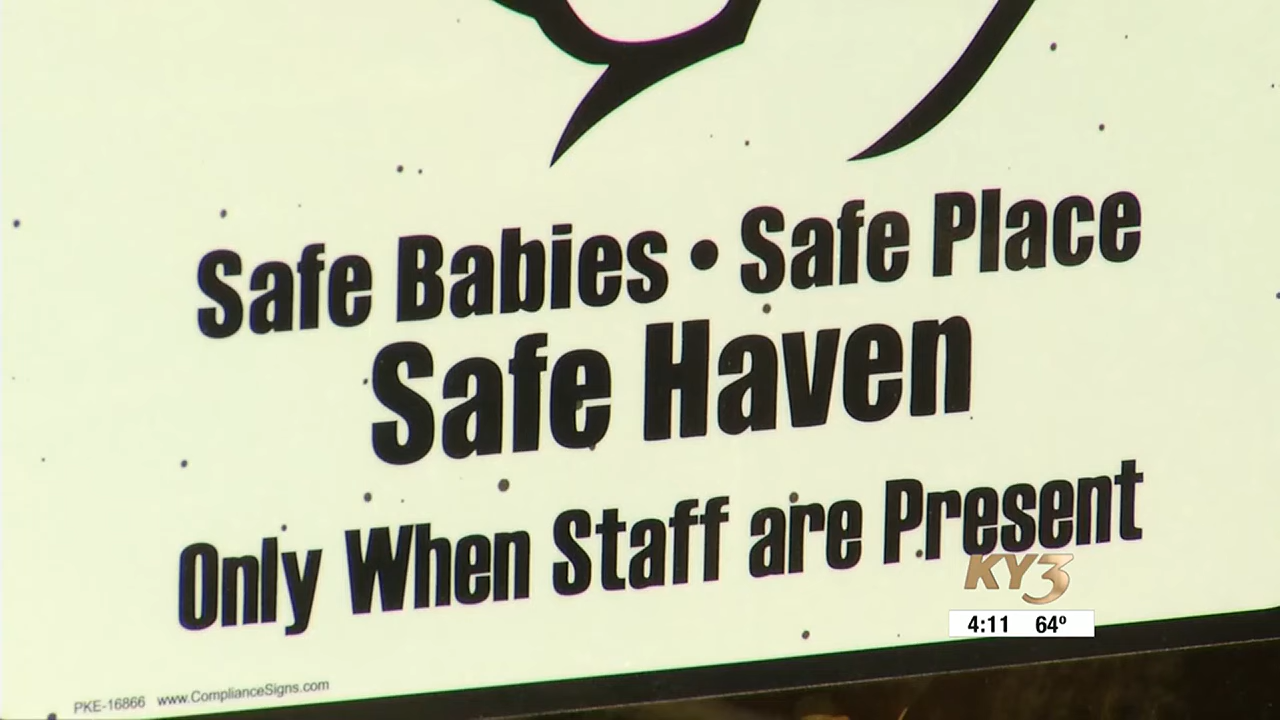 Safe Babies • Safe Place
Safe Haven
Only When Staff are Present
KY3
4:11 64º
PKE-16866 www.ComplianceSigns.com